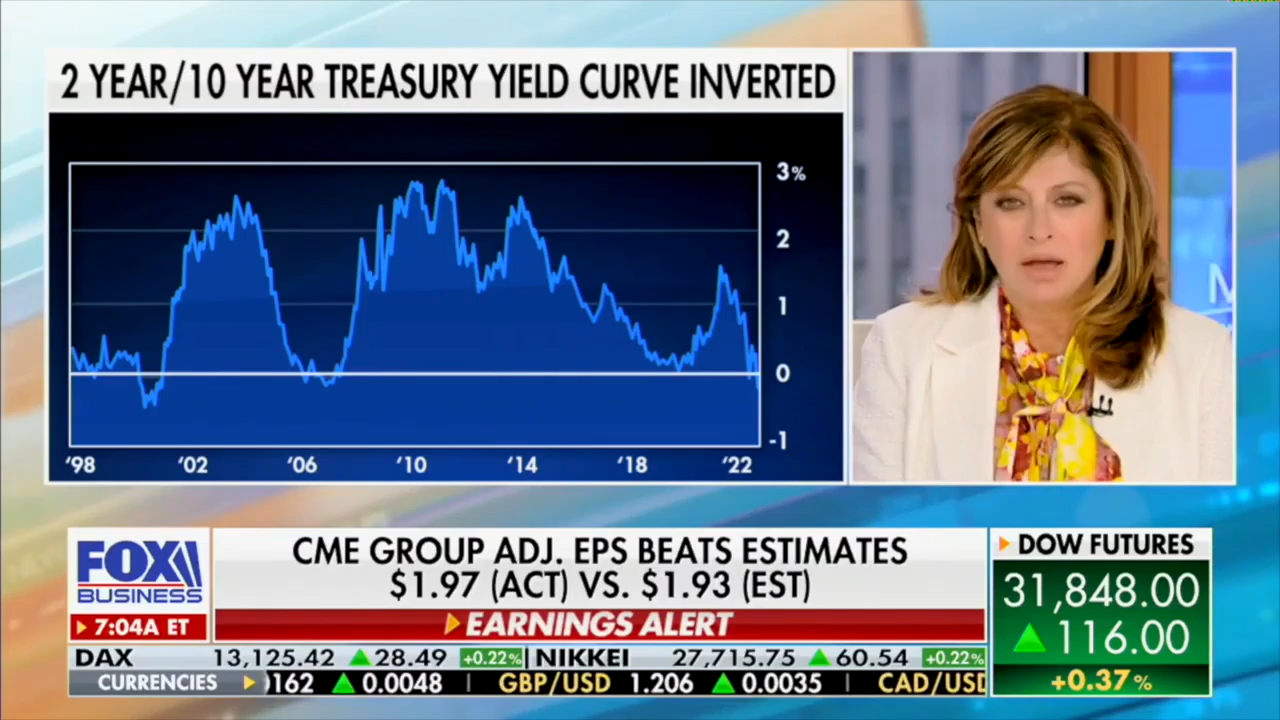 2 YEAR/10 YEAR TREASURY YIELD CURVE INVERTED
3%
2
1
0
-1
'98 '02 '06 '10 '14 '18 '22
M
FOX
BUSINESS
7:04A ET
CME GROUP ADJ. EPS BEATS ESTIMATES
$1.97 (ACT) VS. $1.93 (EST)
EARNINGS ALERT
DOW FUTURES
31,848.00
116.00
+0.37%
DAX 13,125.42 28.49 +0.22% NIKKEI 27,715.75 60.54 +0.22%
CURRENCIES 162 0.0048 GBP/USD 1.206 0.0035 CAD/USD